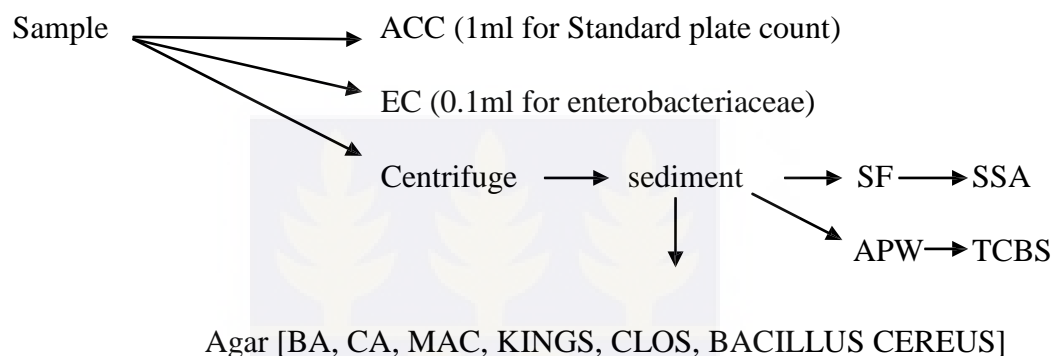 Sample ACC (1ml for Standard plate count)
EC (0.1ml for enterobacteriaceae)
Centrifuge sediment SF SSA
APW TCBS
Agar [BA, CA, MAC, KINGS, CLOS, BACILLUS CEREUS]